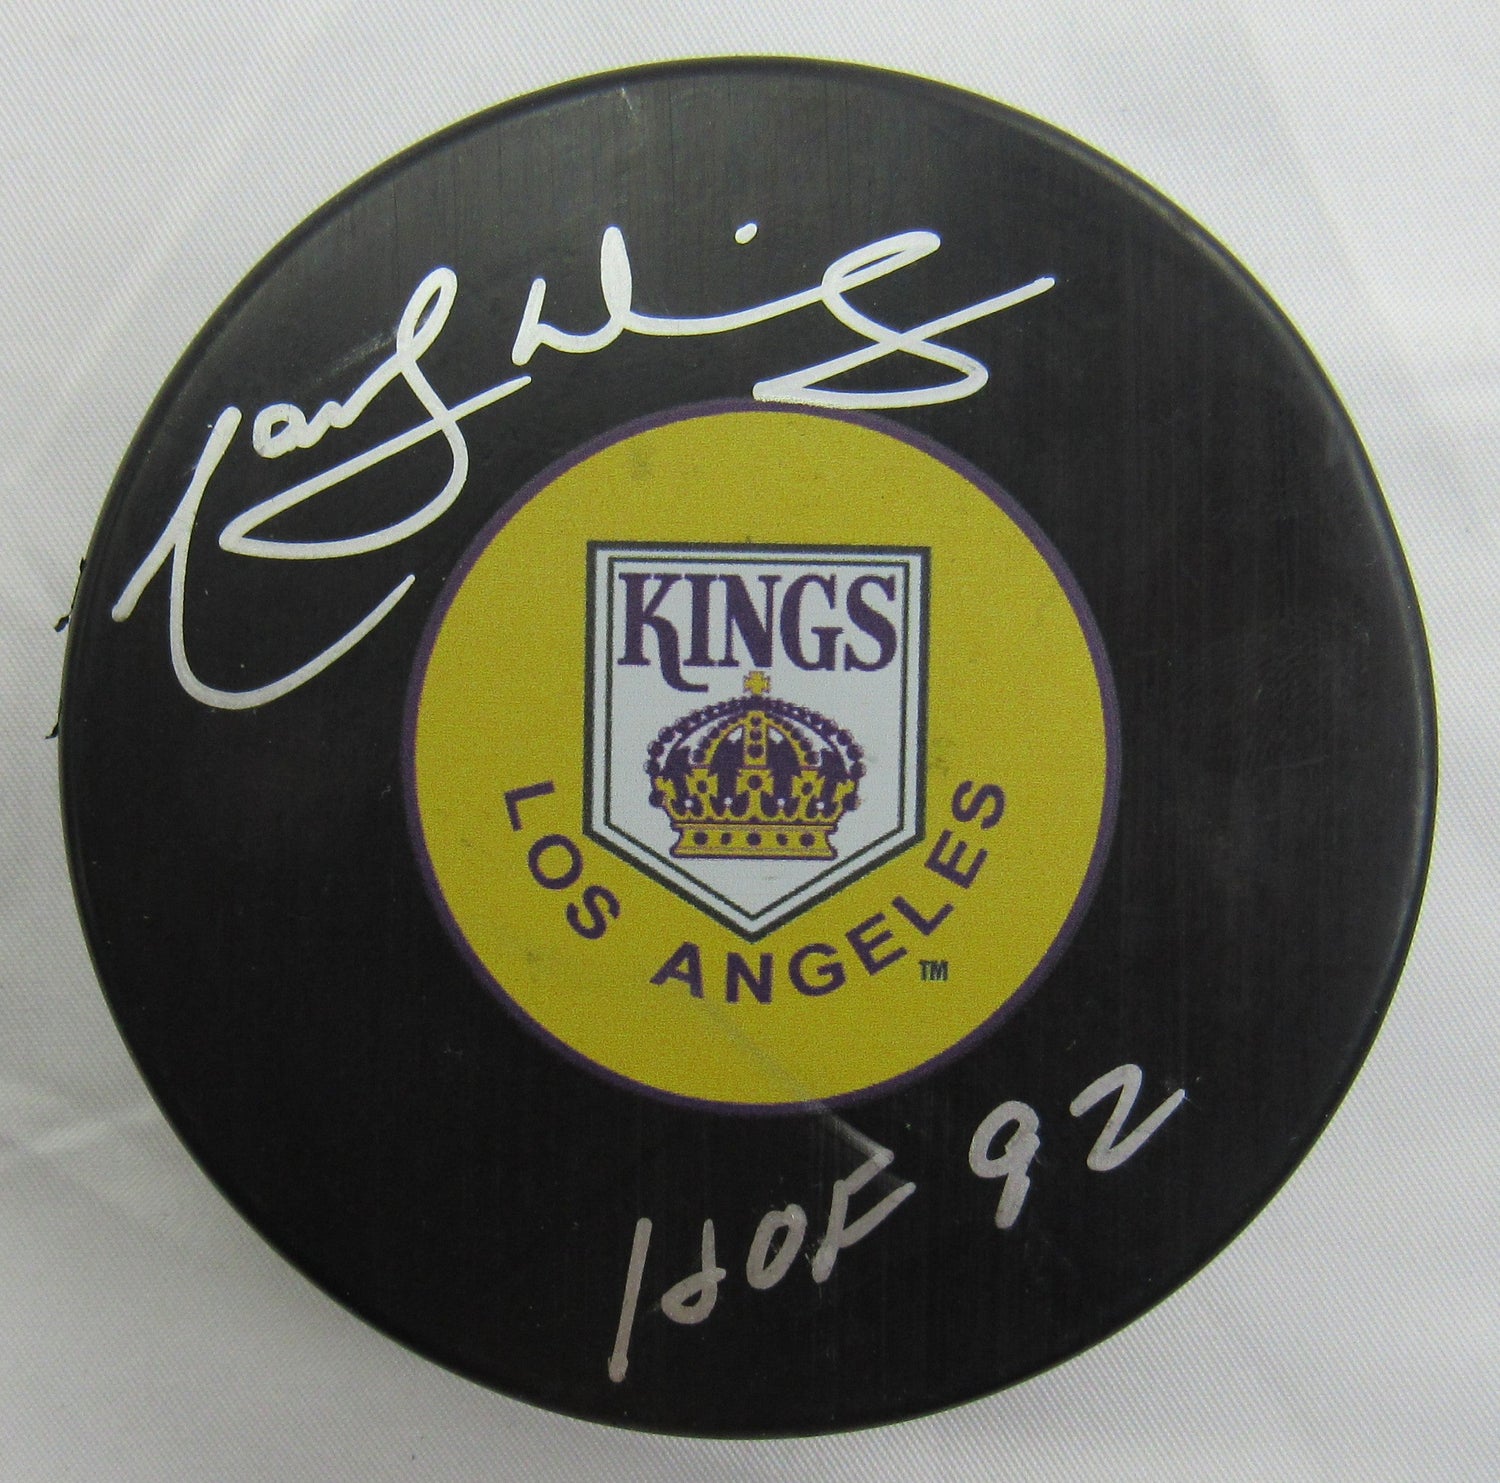 KINGS
LOS ANGELES
TM
HOF 92